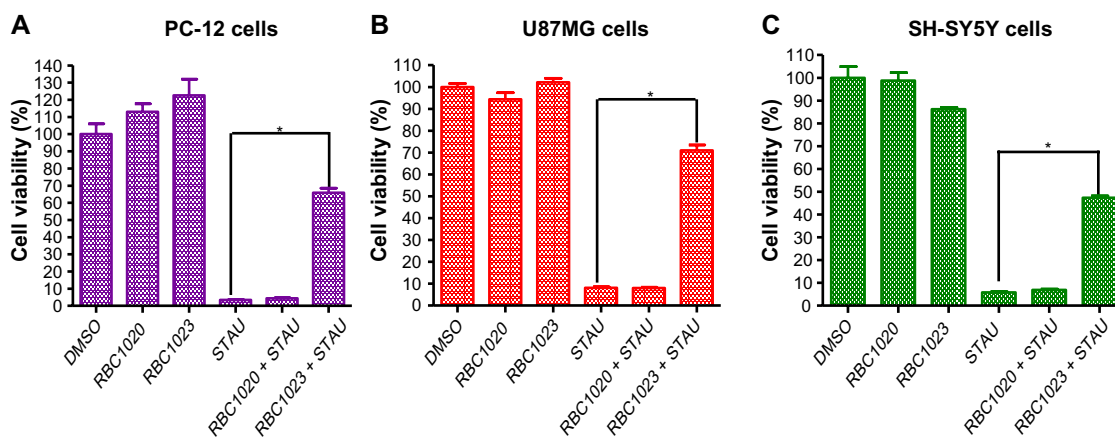 A
PC-12 cells
Cell viability (%)
140
130
120
110
100
90
80
70
60
50
40
30
20
10
0
*
DMSO
RBC1020
RBC1023
STAU
RBC1020 + STAU
RBC1023 + STAU
B
U87MG cells
Cell viability (%)
110
100
90
80
70
60
50
40
30
20
10
0
*
DMSO
RBC1020
RBC1023
STAU
RBC1020 + STAU
RBC1023 + STAU
C
SH-SY5Y cells
Cell viability (%)
110
100
90
80
70
60
50
40
30
20
10
0
*
DMSO
RBC1020
RBC1023
STAU
RBC1020 + STAU
RBC1023 + STAU